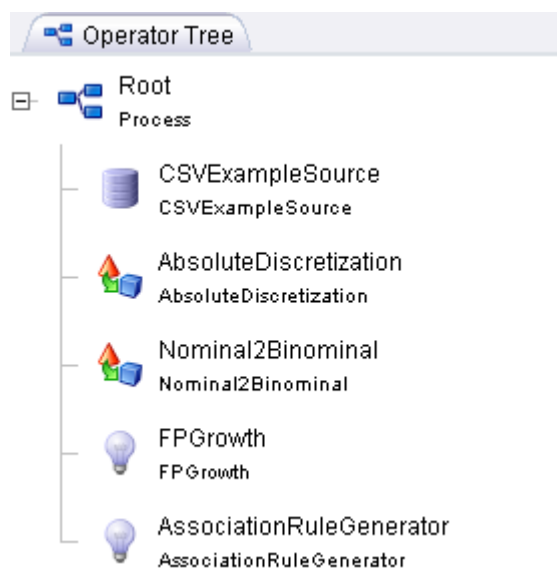 Operator Tree
Root
Process
CSVExampleSource
CSVExampleSource
AbsoluteDiscretization
AbsoluteDiscretization
Nominal2Binominal
Nominal2Binominal
FPGrowth
FPGrowth
AssociationRuleGenerator
AssociationRuleGenerator